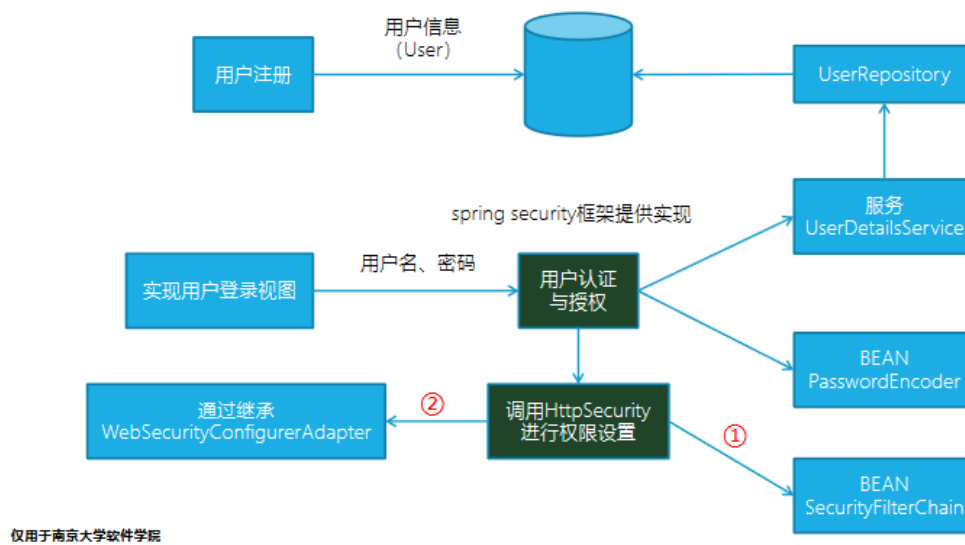 用户信息
(User)
用户注册
UserRepository
spring security框架提供实现
服务
UserDetailsService
用户名、密码
实现用户登录视图
用户认证
与授权
BEAN
PasswordEncoder
通过继承
WebSecurityConfigurerAdapter
②
调用HttpSecurity
进行权限设置
①
BEAN
SecurityFilterChain
仅用于南京大学软件学院